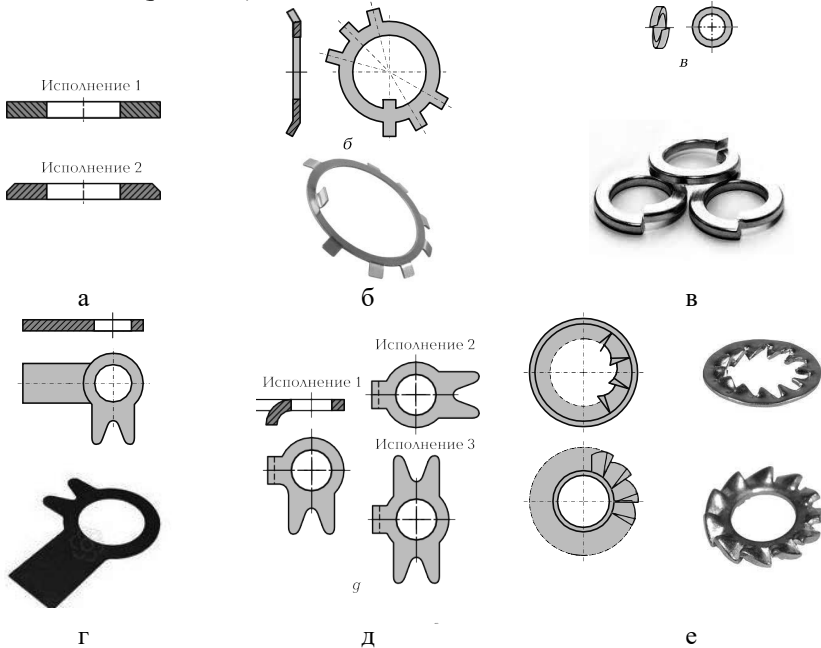 Исполнение 1
Исполнение 2
а
б
б
в
в
г
Исполнение 1
Исполнение 2
Исполнение 3
д
д
е